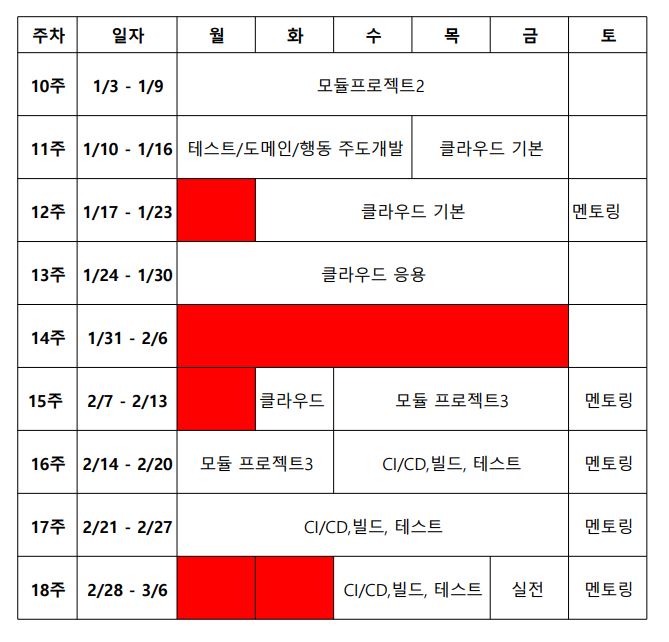 주차 일자 월 화 수 목 금 토
10주 1/3 - 1/9 모듈프로젝트2
11주 1/10 - 1/16 테스트/도메인/행동 주도개발 클라우드 기본
12주 1/17 - 1/23 클라우드 기본 멘토링
13주 1/24 - 1/30 클라우드 응용
14주 1/31 - 2/6
15주 2/7 - 2/13 클라우드 모듈 프로젝트3 멘토링
16주 2/14 - 2/20 모듈 프로젝트3 CI/CD,빌드, 테스트 멘토링
17주 2/21 - 2/27 CI/CD,빌드, 테스트 멘토링
18주 2/28 - 3/6 CI/CD,빌드, 테스트 실전 멘토링